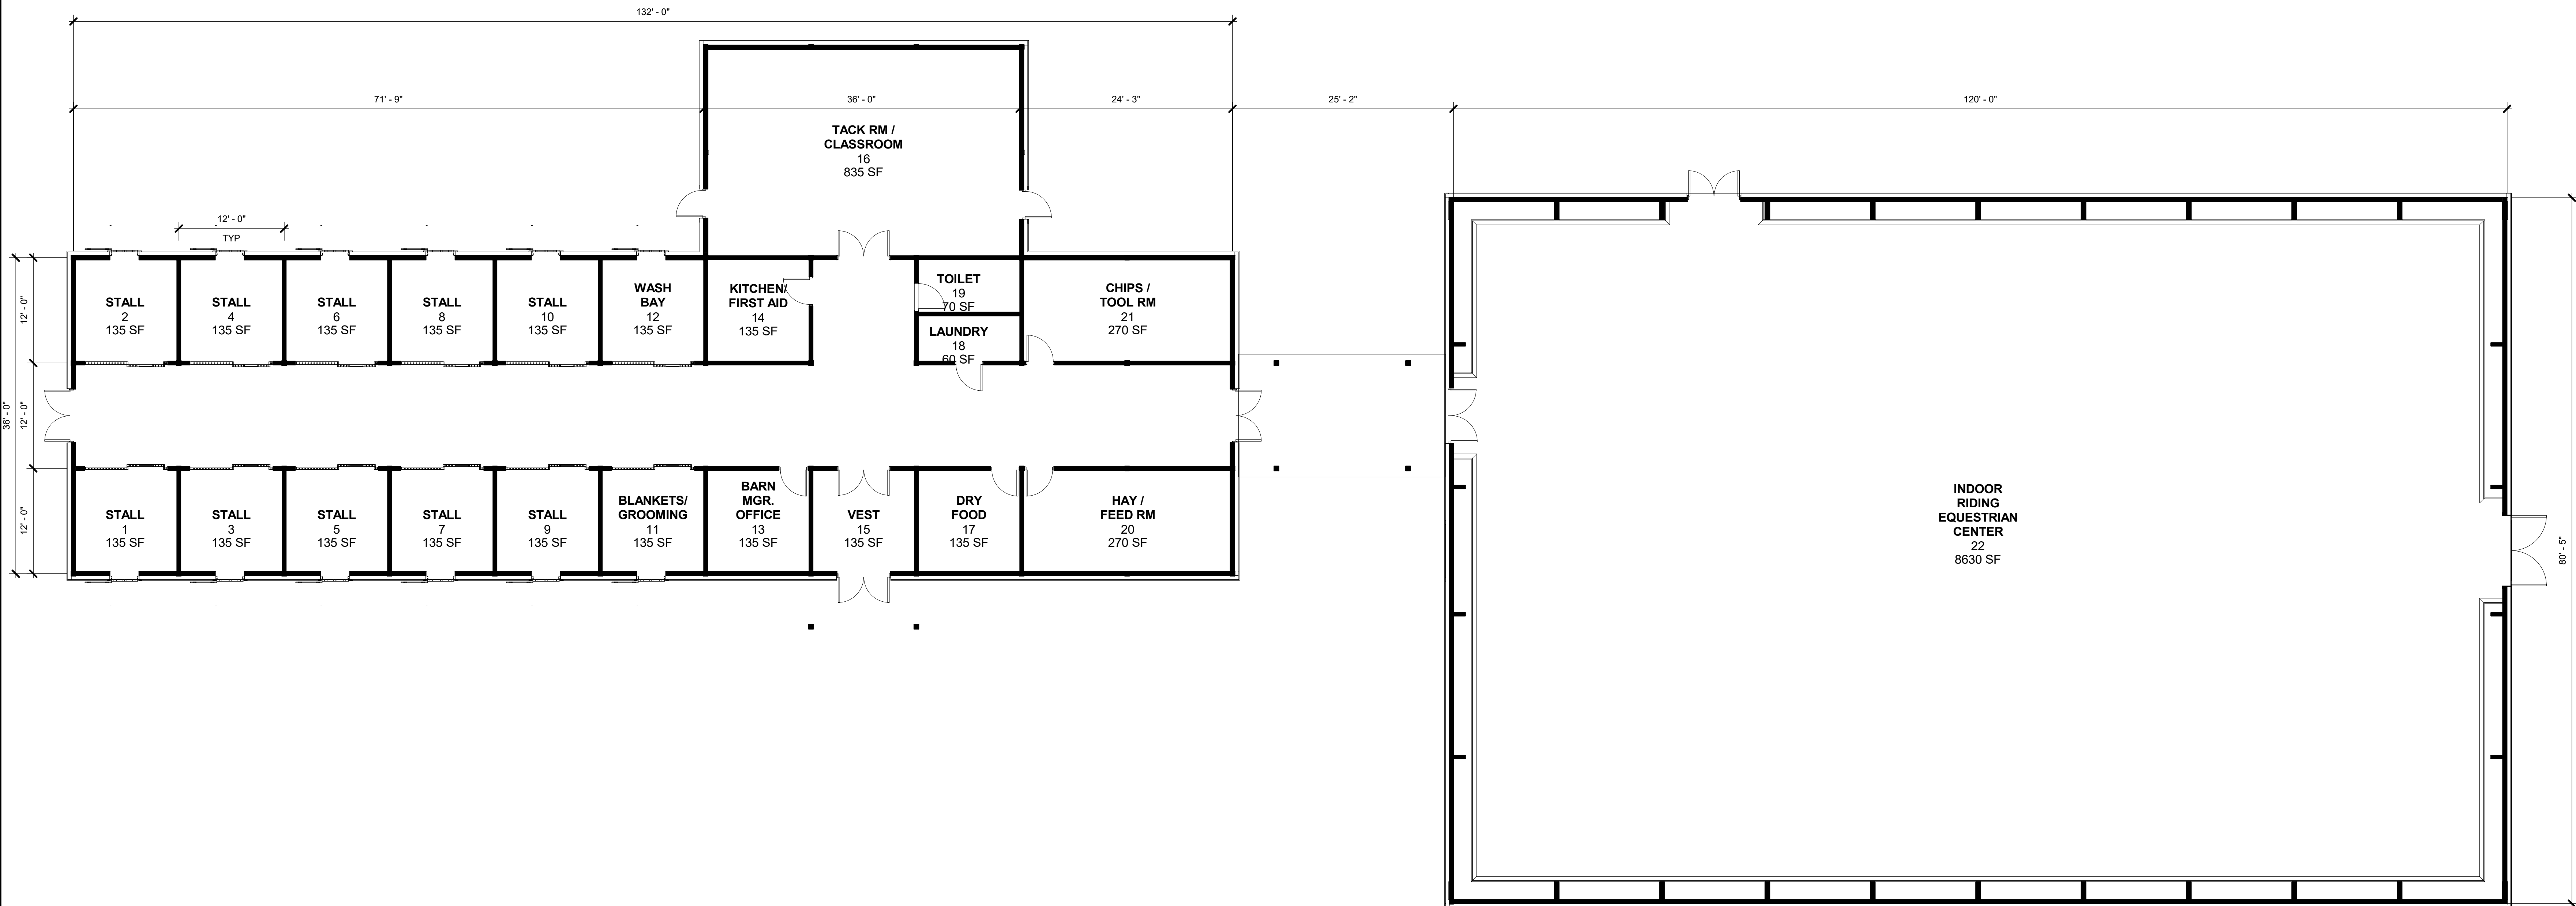 132' - 0"
71' - 9"
36' - 0"
24' - 3"
25' - 2"
120' - 0"
TACK RM /
CLASSROOM
16
835 SF
12' - 0"
TYP
36' - 0"
12' - 0"
12' - 0"
12' - 0"
STALL
2
135 SF
STALL
4
135 SF
STALL
6
135 SF
STALL
8
135 SF
STALL
10
135 SF
WASH
BAY
12
135 SF
KITCHEN/
FIRST AID
14
135 SF
TOILET
19
70 SF
LAUNDRY
18
60 SF
CHIPS /
TOOL RM
21
270 SF
STALL
1
135 SF
STALL
3
135 SF
STALL
5
135 SF
STALL
7
135 SF
STALL
9
135 SF
BLANKETS/
GROOMING
11
135 SF
BARN
MGR.
OFFICE
13
135 SF
VEST
15
135 SF
DRY
FOOD
17
135 SF
HAY /
FEED RM
20
270 SF
INDOOR
RIDING
EQUESTRIAN
CENTER
22
8630 SF
80' - 5"